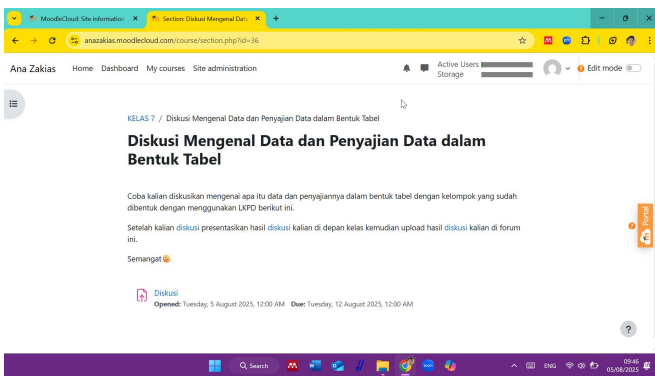 MoodleCloud: Site information
Section: Diskusi Mengenal Data
anazakias.moodlecloud.com/course/section.php?id=36
Ana Zakias Home Dashboard My courses Site administration
Active Users
Storage
Edit mode
KELAS 7 / Diskusi Mengenal Data dan Penyajian Data dalam Bentuk Tabel
Diskusi Mengenal Data dan Penyajian Data dalam
Bentuk Tabel
Coba kalian diskusikan mengenai apa itu data dan penyajiannya dalam bentuk tabel dengan kelompok yang sudah
dibentuk dengan menggunakan LKPD berikut ini.
Setelah kalian diskusi presentasikan hasil diskusi kalian di depan kelas kemudian upload hasil diskusi kalian di forum
ini.
Semangat😀
Diskusi
Opened: Tuesday, 5 August 2025, 12:00 AM Due: Tuesday, 12 August 2025, 12:00 AM
Portal
?
Search
ENG
09:46
05/08/2025